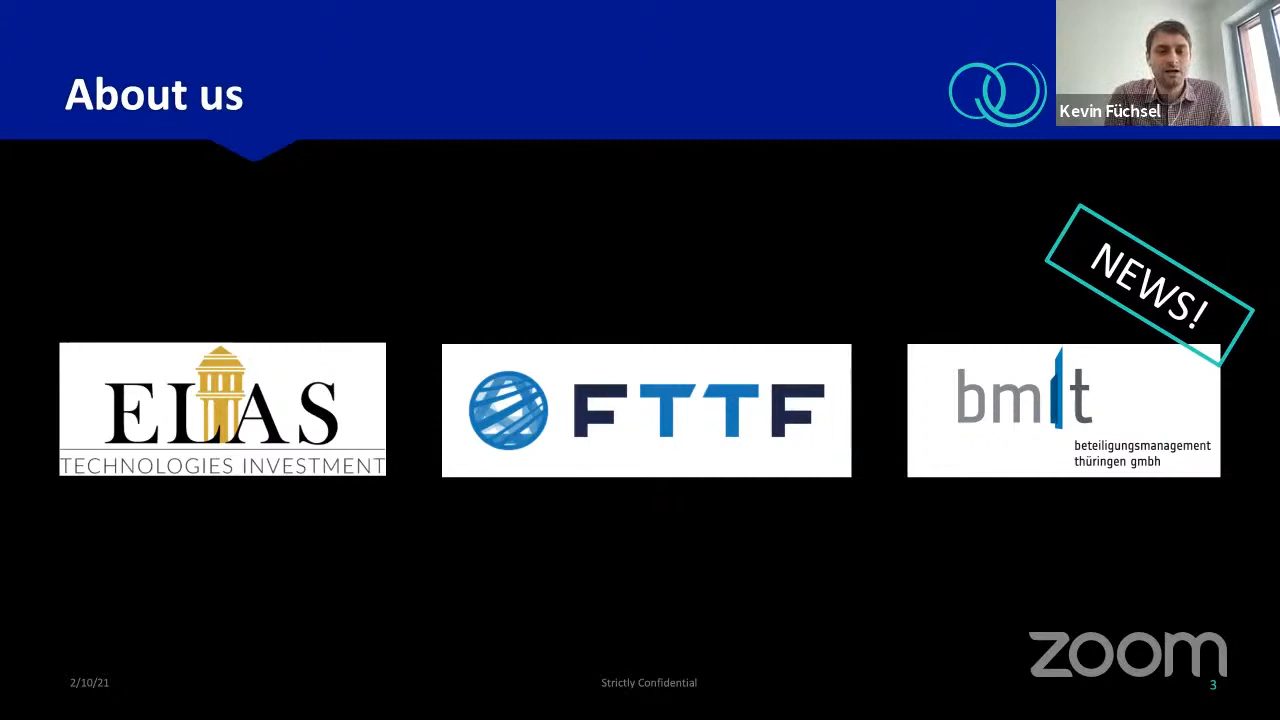 About us
Kevin Füchsel
NEWS!
ELAS
TECHNOLOGIES INVESTMENT
FTTF
bm|t
beteiligungsmanagement
thüringen gmbh
zoom
2/10/21
Strictly Confidential
3